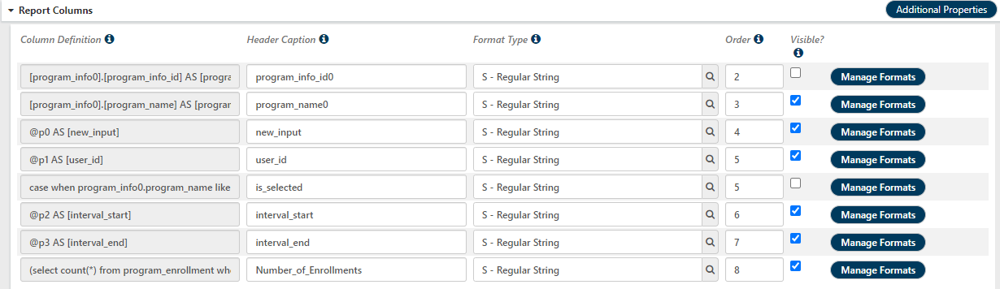 Report Columns
Additional Properties
Column Definition Header Caption Format Type Order Visible?
[program_info0].[program_info_id] AS [progra program_info_id0 S - Regular String 2 Manage Formats
[program_info0].[program_name] AS [program program_name0 S - Regular String 3 Manage Formats
@p0 AS [new_input] new_input S - Regular String 4 Manage Formats
@p1 AS [user_id] user_id S - Regular String 5 Manage Formats
case when program_info0.program_name like is_selected S - Regular String 5 Manage Formats
@p2 AS [interval_start] interval_start S - Regular String 6 Manage Formats
@p3 AS [interval_end] interval_end S - Regular String 7 Manage Formats
(select count(*) from program_enrollment whe Number_of_Enrollments S - Regular String 8 Manage Formats